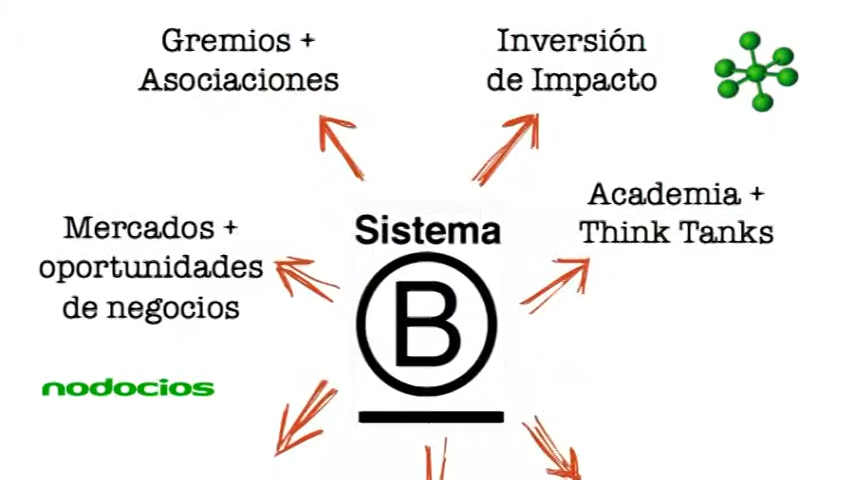 Gremios +
Asociaciones
Inversión
de Impacto
Academia +
Think Tanks
Mercados +
oportunidades
de negocios
Sistema
B
nodocios